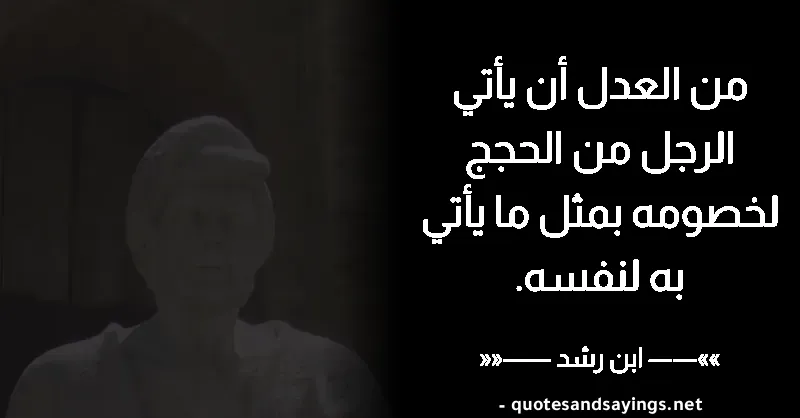 من العدل أن يأتي
الرجل من الحجج
لخصومه بمثل ما يأتي
به لنفسه.
»»—— ابن رشد ——««
- quotesandsayings.net